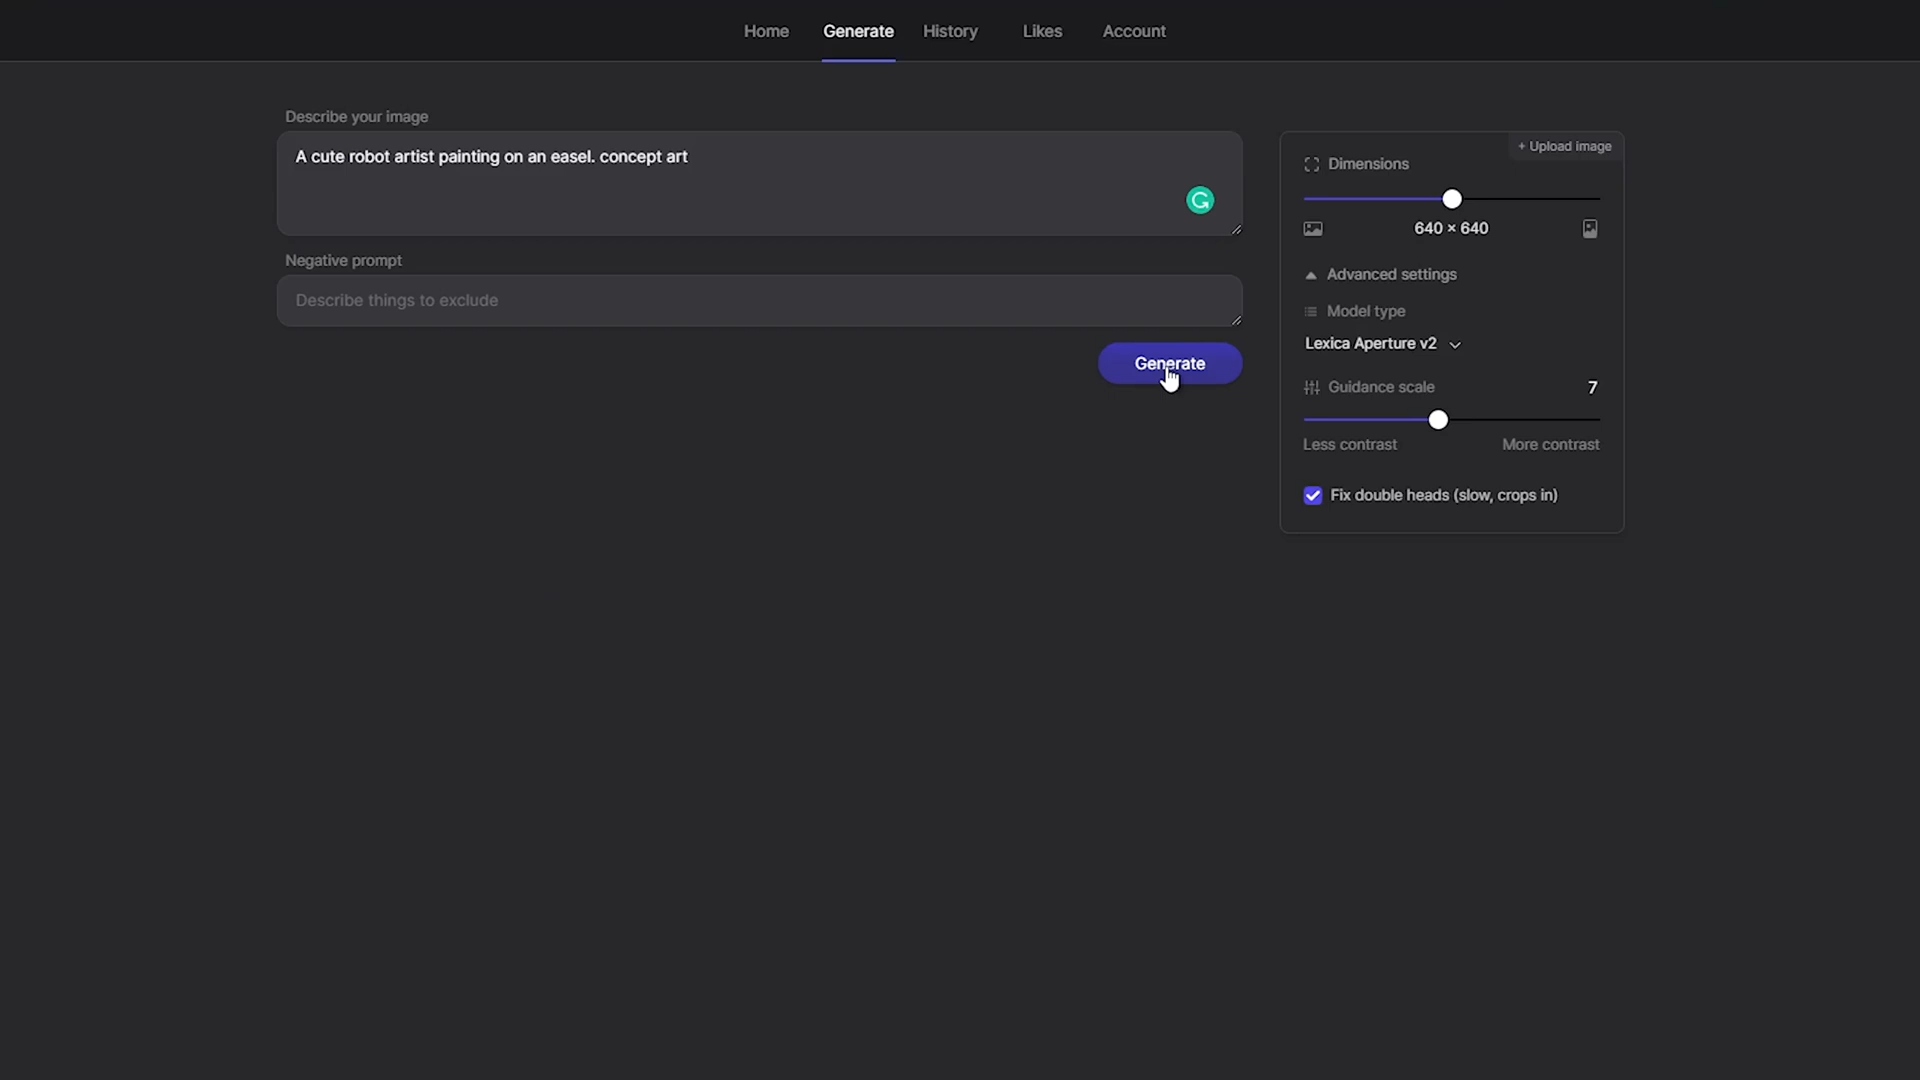 Home Generate History Likes Account
Describe your image
A cute robot artist painting on an easel. concept art
Negative prompt
Describe things to exclude
Generate
+ Upload image
Dimensions
640 × 640
Advanced settings
Model type
Lexica Aperture v2
Guidance scale 7
Less contrast More contrast
Fix double heads (slow, crops in)